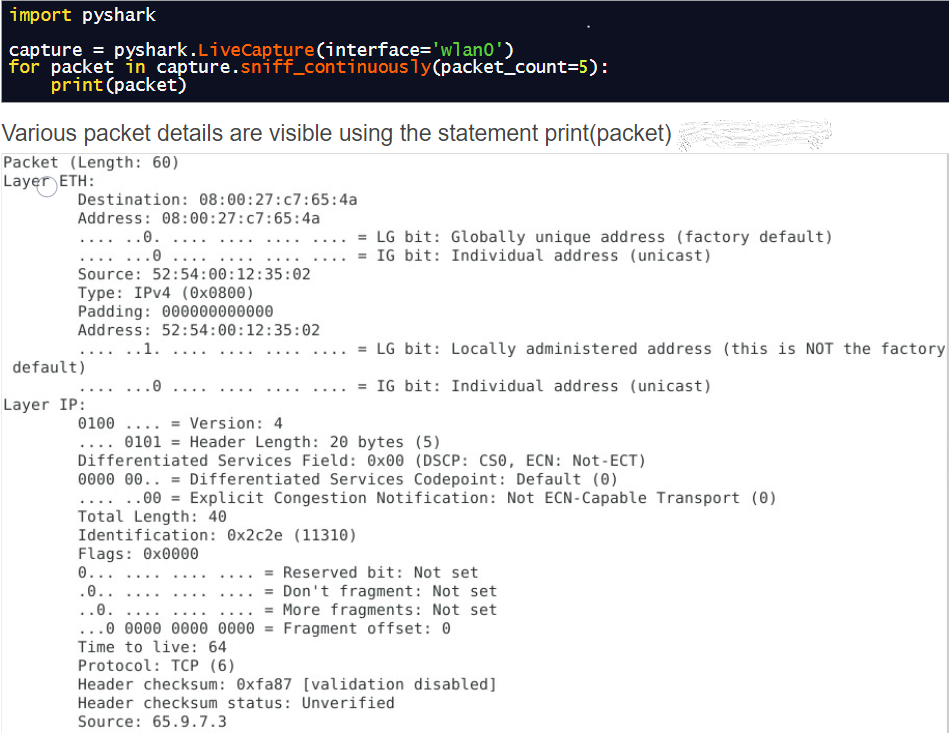 import pyshark
capture = pyshark.LiveCapture(interface='wlan0')
for packet in capture.sniff_continuously(packet_count=5):
print(packet)
Various packet details are visible using the statement print(packet)
Packet (Length: 60)
Layer ETH:
Destination: 08:00:27:c7:65:4a
Address: 08:00:27:c7:65:4a
.... ..0. .... .... .... .... = LG bit: Globally unique address (factory default)
.... ...0 .... .... .... .... = IG bit: Individual address (unicast)
Source: 52:54:00:12:35:02
Type: IPv4 (0x0800)
Padding: 000000000000
Address: 52:54:00:12:35:02
.... ..1. .... .... .... .... = LG bit: Locally administered address (this is NOT the factory
default)
.... ...0 .... .... .... .... = IG bit: Individual address (unicast)
Layer IP:
0100 .... = Version: 4
.... 0101 = Header Length: 20 bytes (5)
Differentiated Services Field: 0x00 (DSCP: CS0, ECN: Not-ECT)
0000 00.. = Differentiated Services Codepoint: Default (0)
.... ..00 = Explicit Congestion Notification: Not ECN-Capable Transport (0)
Total Length: 40
Identification: 0x2c2e (11310)
Flags: 0x0000
0... .... .... .... = Reserved bit: Not set
.0.. .... .... .... = Don't fragment: Not set
..0. .... .... .... = More fragments: Not set
...0 0000 0000 0000 = Fragment offset: 0
Time to live: 64
Protocol: TCP (6)
Header checksum: 0xfa87 [validation disabled]
Header checksum status: Unverified
Source: 65.9.7.3